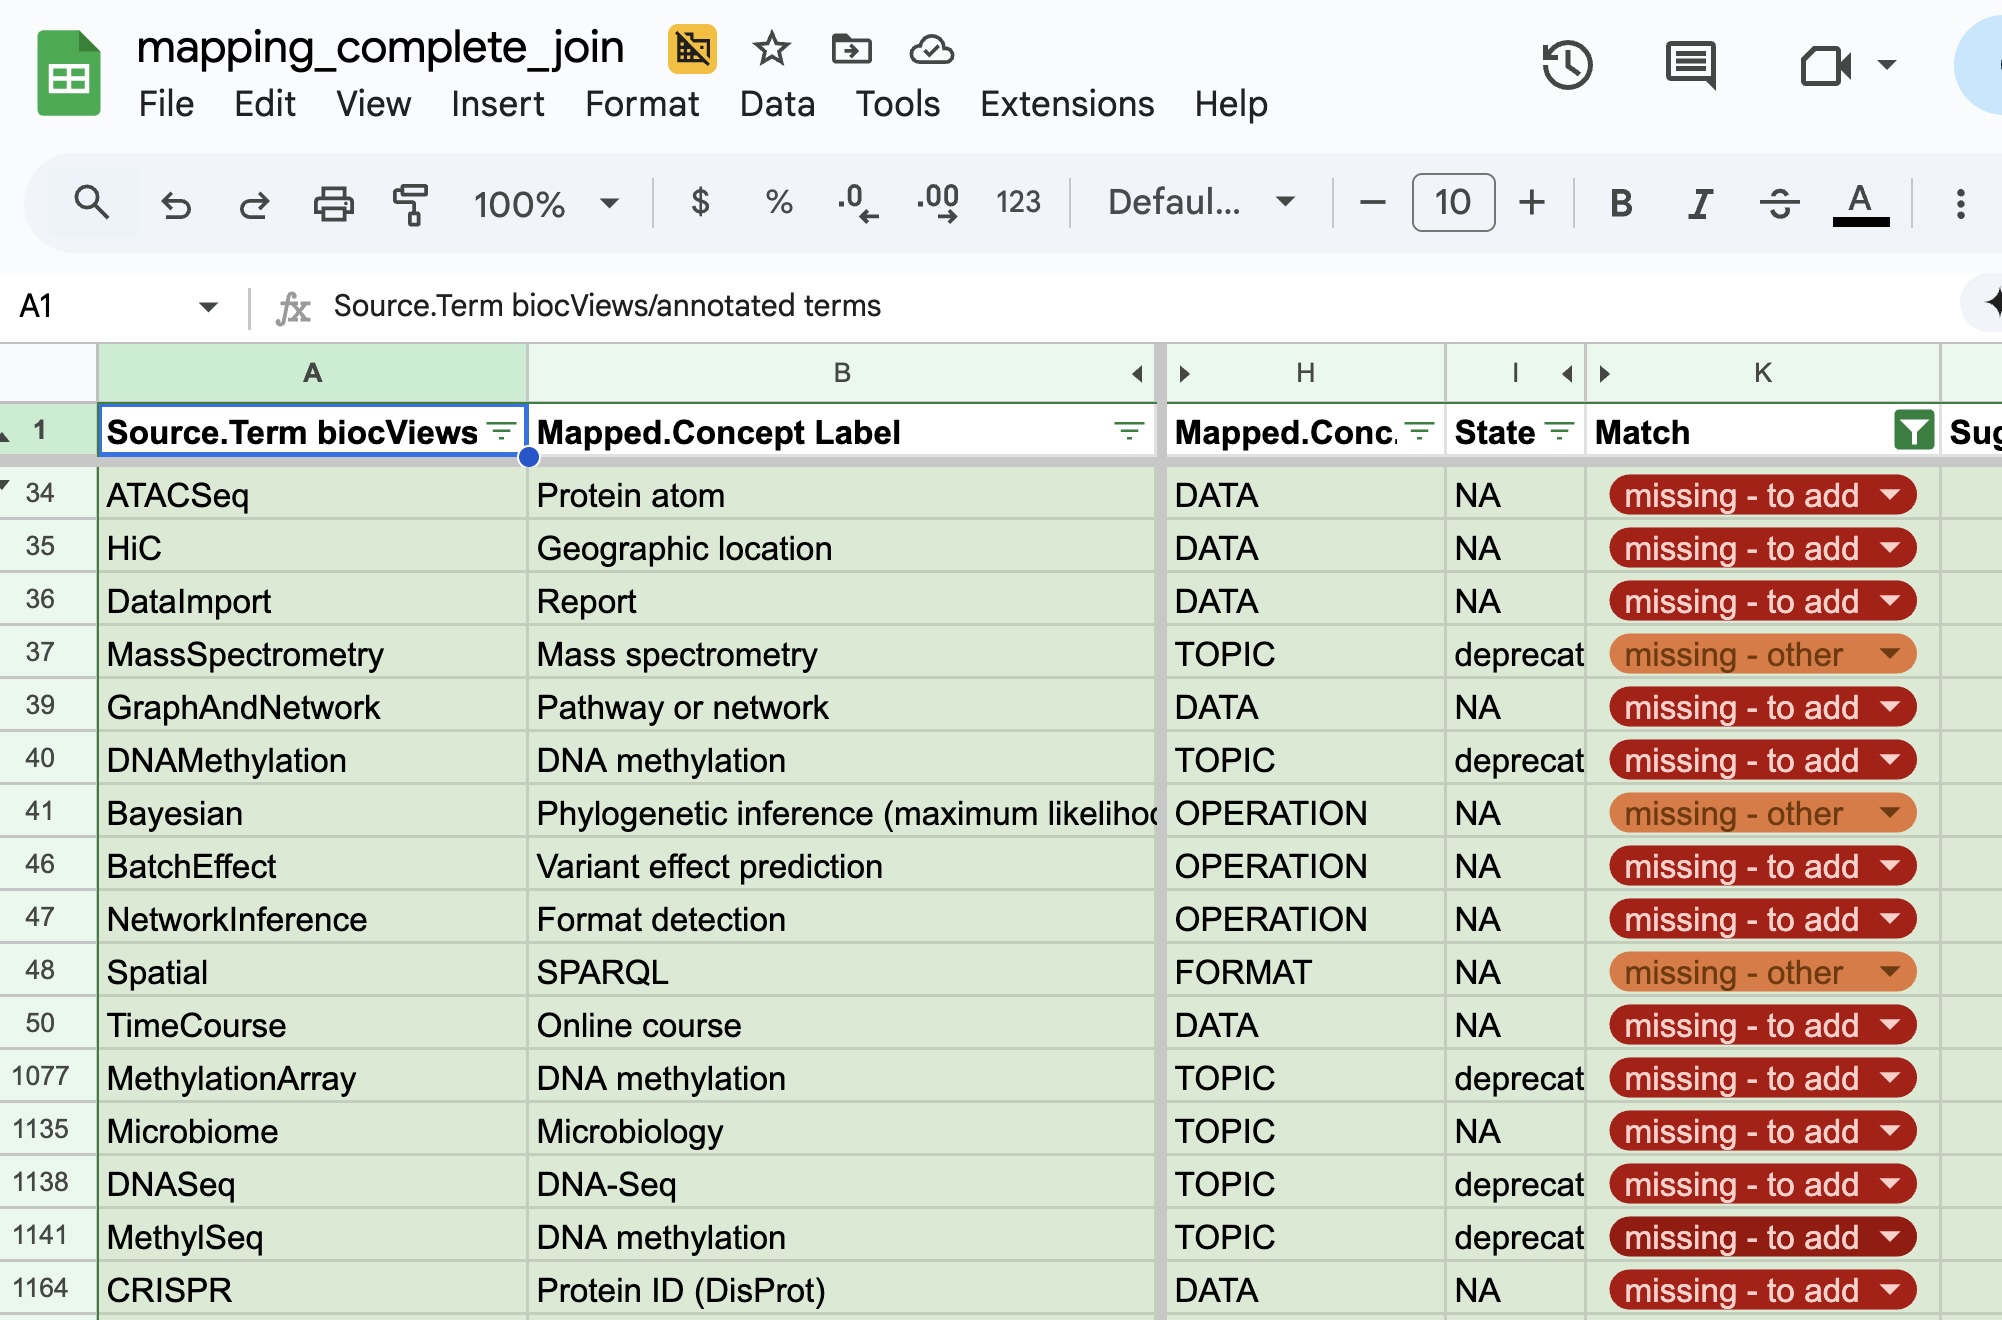 mapping_complete_join
File Edit View Insert Format Data Tools Extensions Help
100% $ % .0 .00 123 Defaul... 10 B I A
A1 fx Source.Term biocViews/annotated terms
A B H I K
1 Source.Term biocViews Mapped.Concept Label Mapped.Conc. State Match Sug
34 ATACSeq Protein atom DATA NA missing - to add
35 HiC Geographic location DATA NA missing - to add
36 DataImport Report DATA NA missing - to add
37 MassSpectrometry Mass spectrometry TOPIC deprecat missing - other
39 GraphAndNetwork Pathway or network DATA NA missing - to add
40 DNAMethylation DNA methylation TOPIC deprecat missing - to add
41 Bayesian Phylogenetic inference (maximum likelihoo OPERATION NA missing - other
46 BatchEffect Variant effect prediction OPERATION NA missing - to add
47 NetworkInference Format detection OPERATION NA missing - to add
48 Spatial SPARQL FORMAT NA missing - other
50 TimeCourse Online course DATA NA missing - to add
1077 MethylationArray DNA methylation TOPIC deprecat missing - to add
1135 Microbiome Microbiology TOPIC NA missing - to add
1138 DNASeq DNA-Seq TOPIC deprecat missing - to add
1141 MethylSeq DNA methylation TOPIC deprecat missing - to add
1164 CRISPR Protein ID (DisProt) DATA NA missing - to add